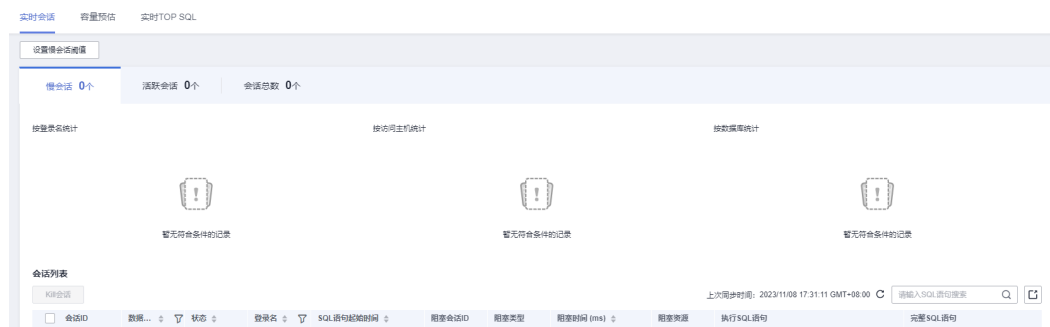 实时会话 容量预估 实时TOP SQL
设置慢会话阈值
慢会话 0个 活跃会话 0个 会话总数 0个
按登录名统计 按访问主机统计 按数据库统计
暂无符合条件的记录 暂无符合条件的记录 暂无符合条件的记录
会话列表
Kill会话 上次同步时间：2023/11/08 17:31:11 GMT+08:00 请输入SQL语句搜索
会话ID 数据... 状态 登录名 SQL语句起始时间 阻塞会话ID 阻塞类型 阻塞时间 (ms) 阻塞资源 执行SQL语句 完整SQL语句